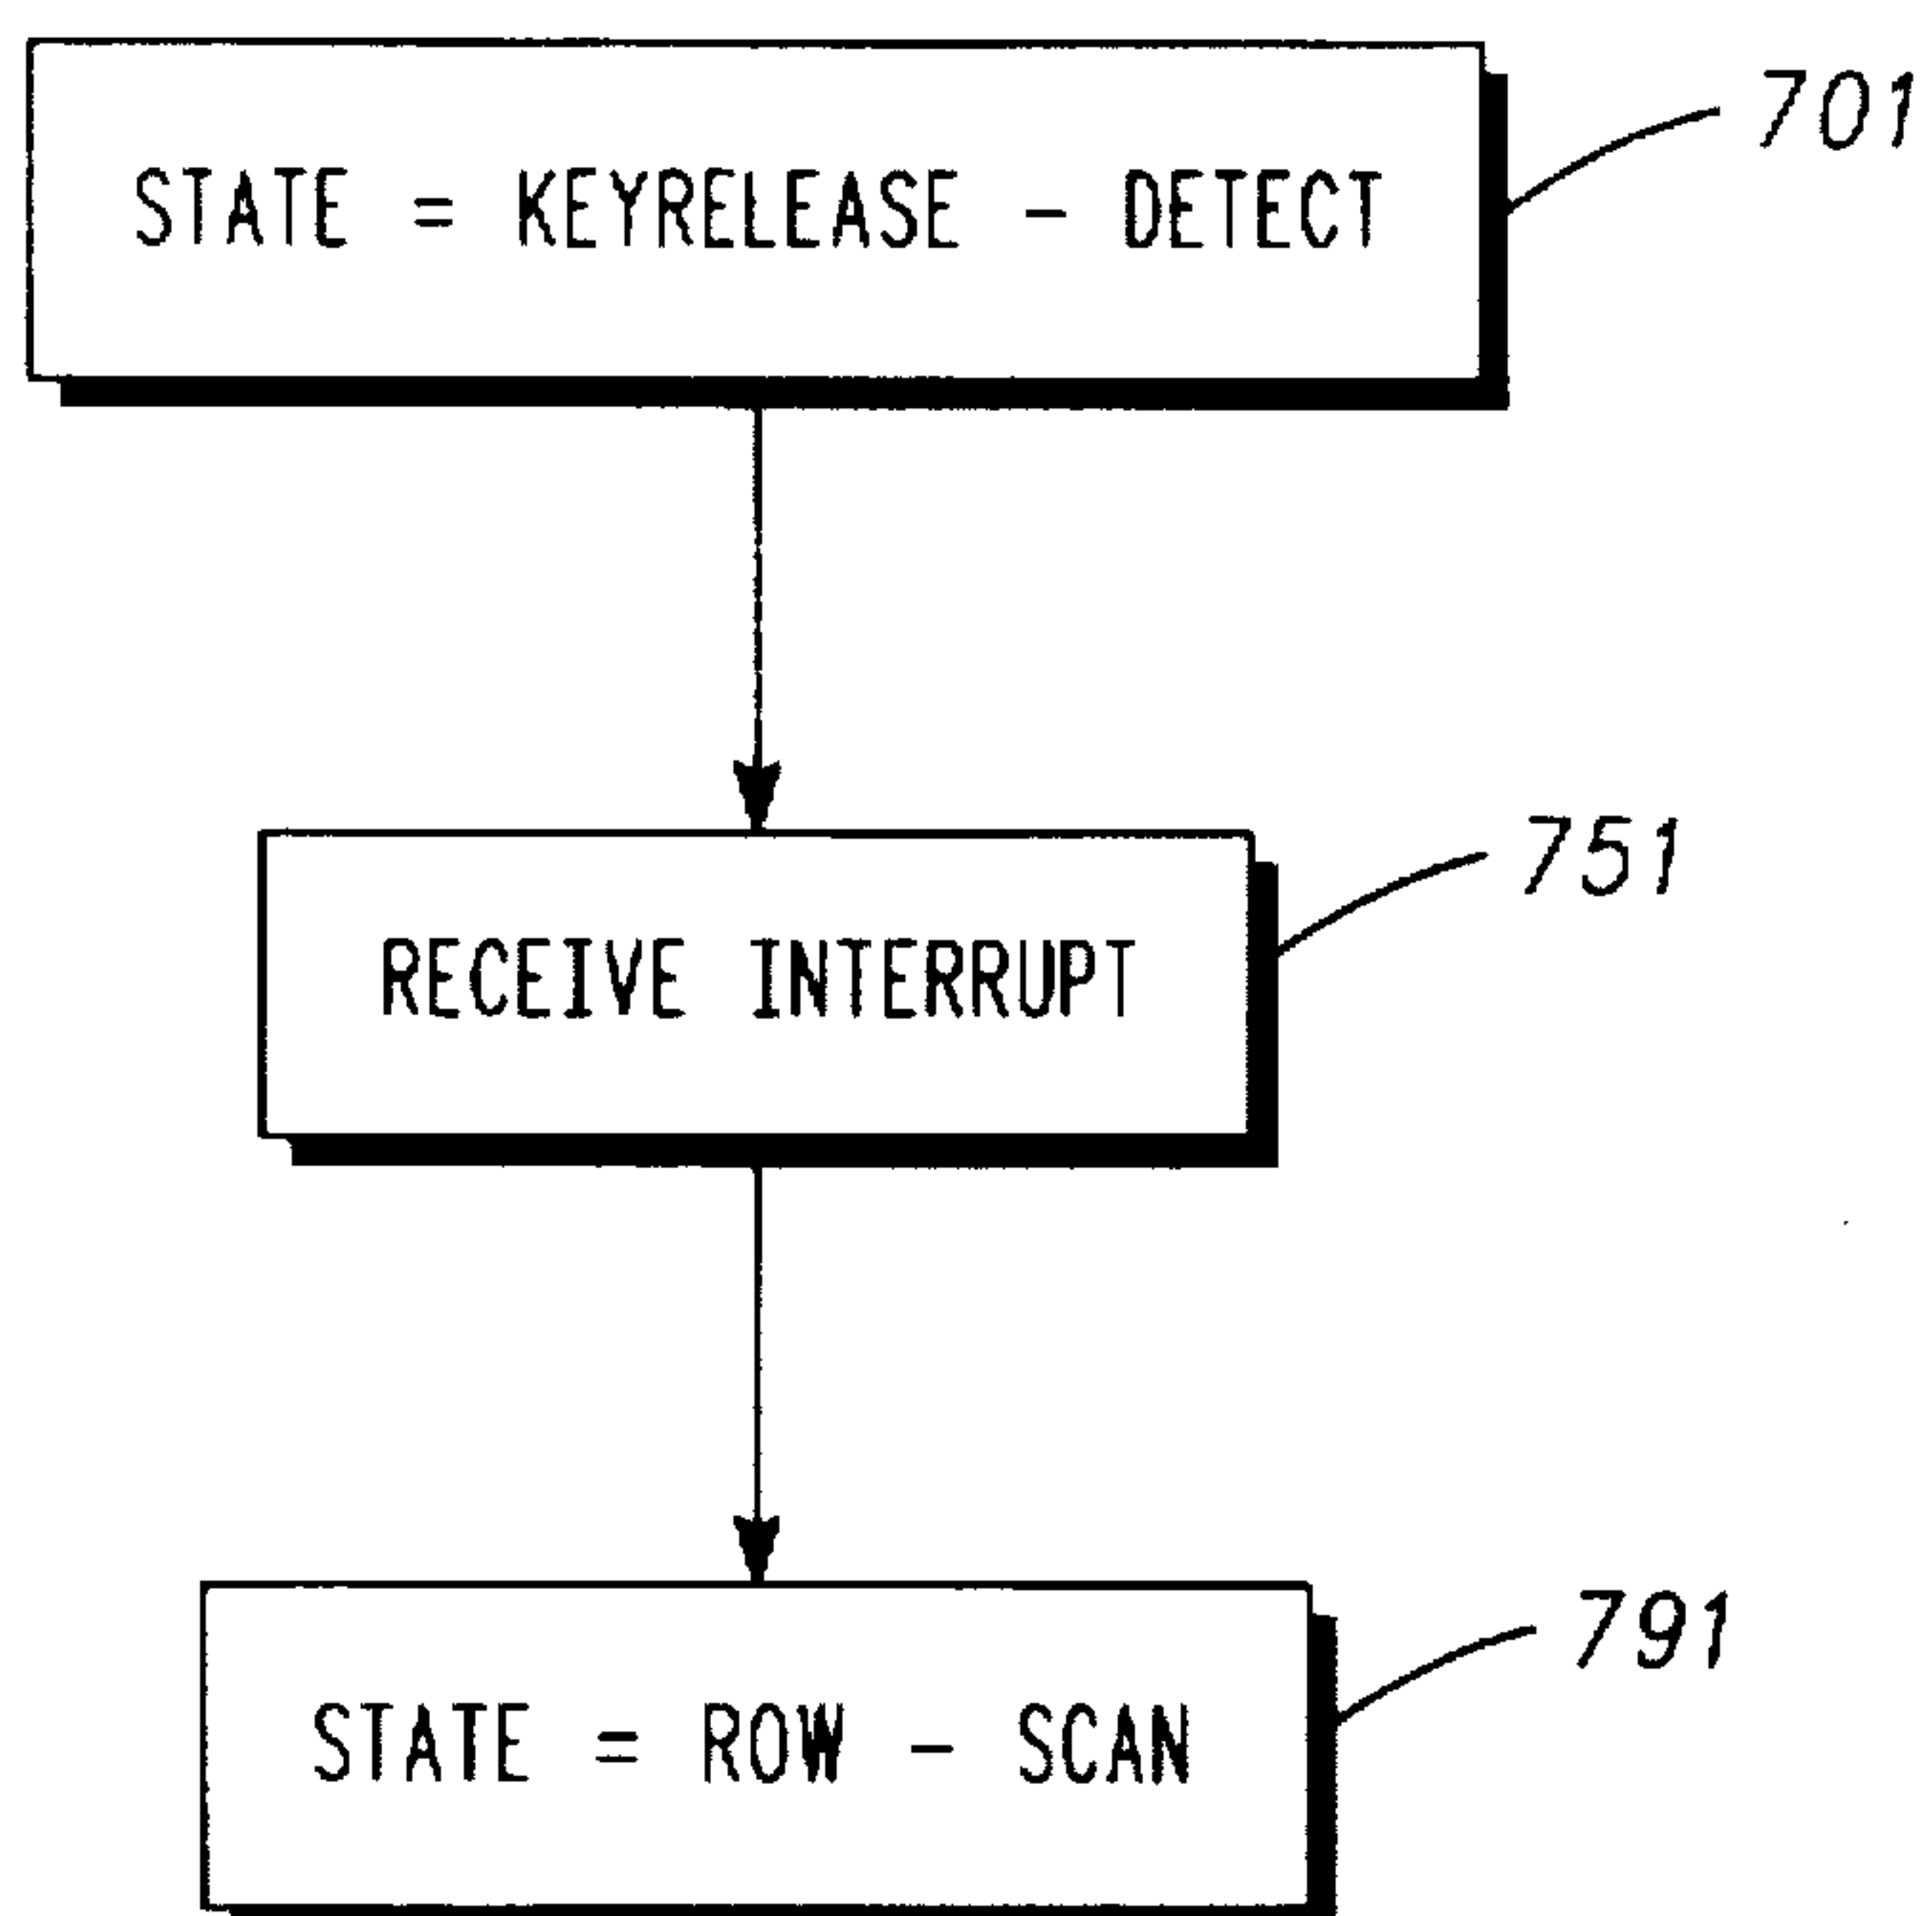 701
STATE = KEYRELEASE - DETECT
751
RECEIVE INTERRUPT
791
STATE = ROW - SCAN